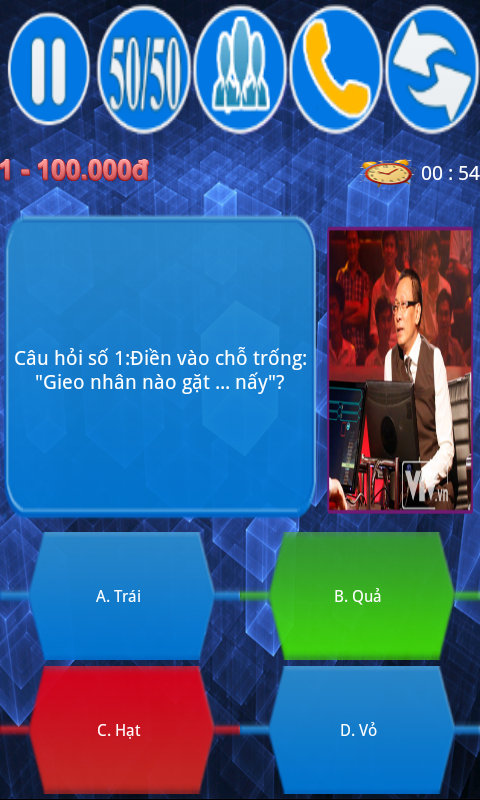 50/50
1 - 100.000đ
00 : 54
Câu hỏi số 1:Điền vào chỗ trống:
"Gieo nhân nào gặt ... nấy"?
VTV.vn
A. Trái
B. Quả
C. Hạt
D. Vỏ